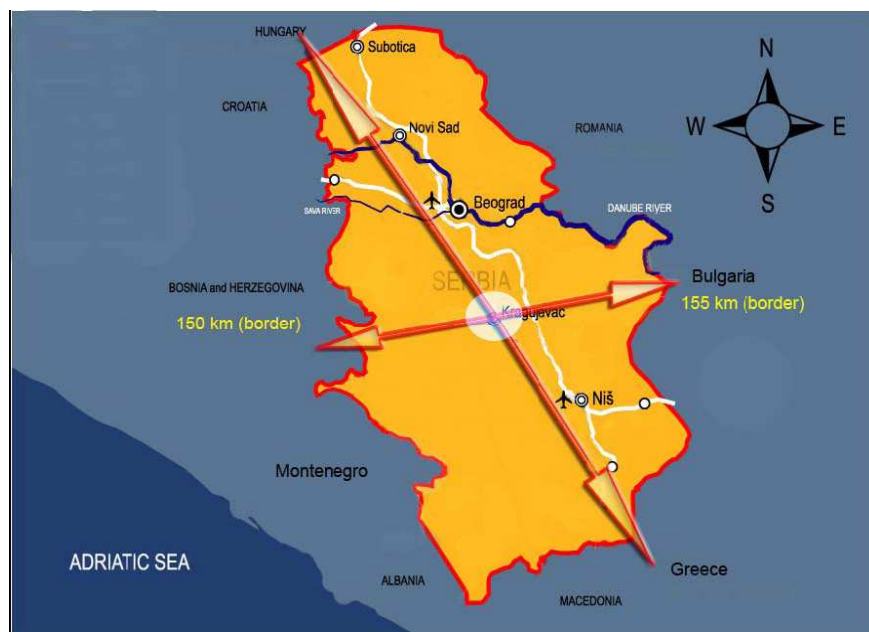 HUNGARY
Subotica
N
CROATIA
Novi Sad
ROMANIA
W
E
S
Beograd
SAVA RIVER
DANUBE RIVER
SERBIA
BOSNIA and HERZEGOVINA
Bulgaria
155 km (border)
150 km (border)
Kragujevac
Niš
Montenegro
ADRIATIC SEA
Greece
ALBANIA
MACEDONIA